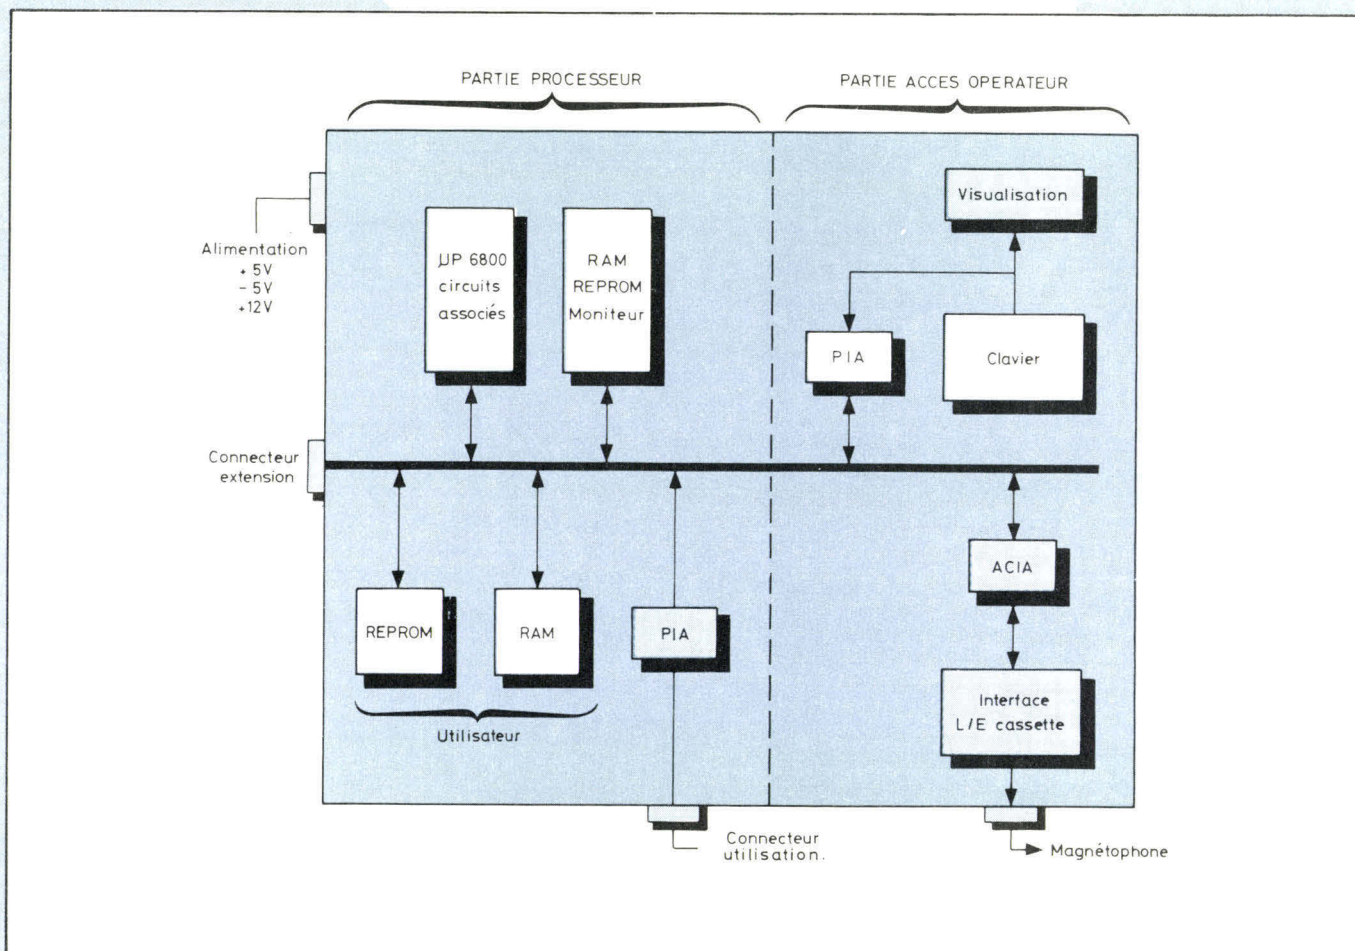 PARTIE PROCESSEUR
PARTIE ACCES OPERATEUR
Visualisation
Alimentation
+ 5V
- 5V
+12V
µP 6800
circuits
associés
RAM
REPROM
Moniteur
PIA
Clavier
Connecteur
extension
REPROM
RAM
PIA
ACIA
Utilisateur
Interface
L/E cassette
Connecteur
utilisation.
Magnétophone